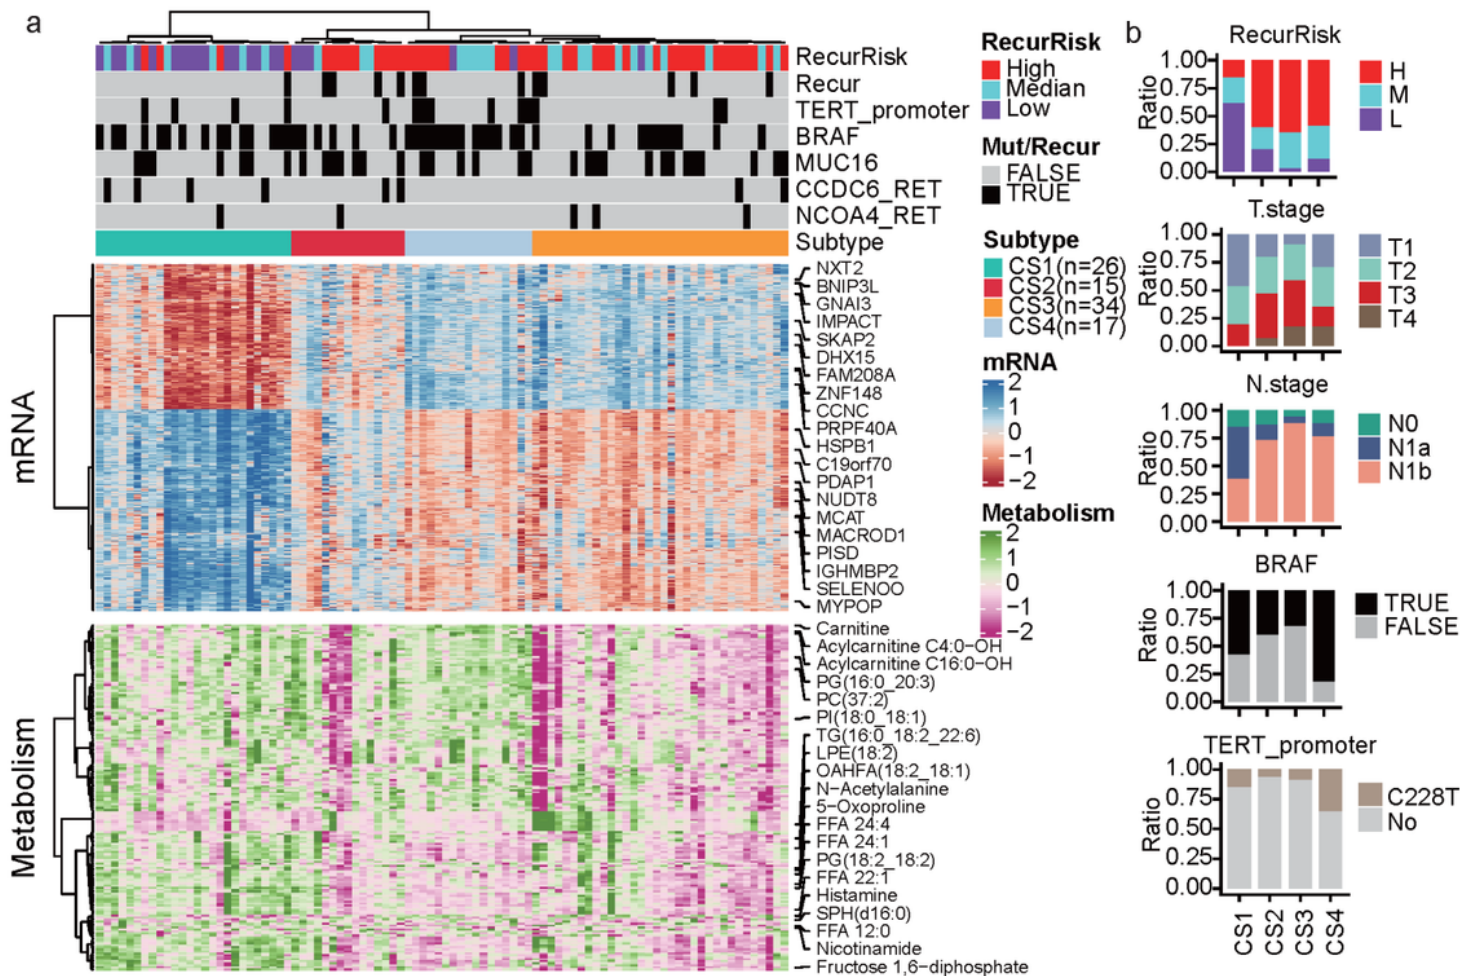 a
RecurRisk
Recur
TERT_promoter
BRAF
MUC16
CCDC6_RET
NCOA4_RET
Subtype
mRNA
NXT2
BNIP3L
GNAI3
IMPACT
SKAP2
DHX15
FAM208A
ZNF148
CCNC
PRPF40A
HSPB1
C19orf70
PDAP1
NUDT8
MCAT
MACROD1
PISD
IGHMBP2
SELENOO
MYPOP
Metabolism
Carnitine
Acylcarnitine C4:0−OH
Acylcarnitine C16:0−OH
PG(16:0_20:3)
PC(37:2)
PI(18:0_18:1)
TG(16:0_18:2_22:6)
LPE(18:2)
OAHFA(18:2_18:1)
N−Acetylalanine
5−Oxoproline
FFA 24:4
FFA 24:1
PG(18:2_18:2)
FFA 22:1
Histamine
SPH(d16:0)
FFA 12:0
Nicotinamide
Fructose 1,6−diphosphate
RecurRisk
High
Median
Low
Mut/Recur
FALSE
TRUE
Subtype
CS1(n=26)
CS2(n=15)
CS3(n=34)
CS4(n=17)
mRNA
2
1
0
−1
−2
Metabolism
2
1
0
−1
−2
b
RecurRisk
Ratio
1.00
0.75
0.50
0.25
0.00
H
M
L
T.stage
Ratio
1.00
0.75
0.50
0.25
0.00
T1
T2
T3
T4
N.stage
Ratio
1.00
0.75
0.50
0.25
0.00
N0
N1a
N1b
BRAF
Ratio
1.00
0.75
0.50
0.25
0.00
TRUE
FALSE
TERT_promoter
Ratio
1.00
0.75
0.50
0.25
0.00
C228T
No
CS1
CS2
CS3
CS4